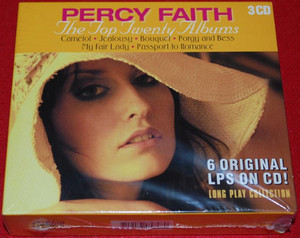 PERCY FAITH
3CD
The Top Twenty Albums
Camelot • Jealousy • Bouquet • Porgy and Bess
My Fair Lady • Passport to Romance
6 ORIGINAL
LPS ON CD!
LONG PLAY COLLECTION